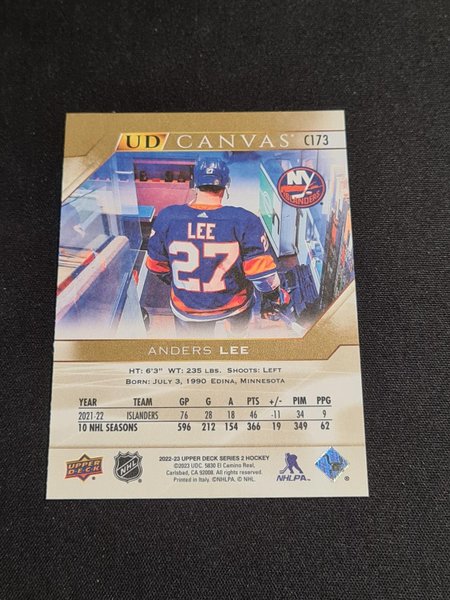 UD CANVAS C173
27
NY
ISLANDERS
LEE
27
ANDERS LEE
HT: 6'3" WT: 235 LBS. SHOOTS: LEFT
BORN: JULY 3, 1990 EDINA, MINNESOTA
YEAR TEAM GP G A PTS +/- PIM PPG
2021-22 ISLANDERS 76 28 18 46 -11 34 9
10 NHL SEASONS 596 212 154 366 19 349 62
2022-23 UPPER DECK SERIES 2 HOCKEY
©2023 UDC. 5830 El Camino Real,
Carlsbad, CA 92008. All rights reserved.
Printed in Italy. ©NHLPA. © NHL.
UPPER DECK
NHL
NHLPA
®